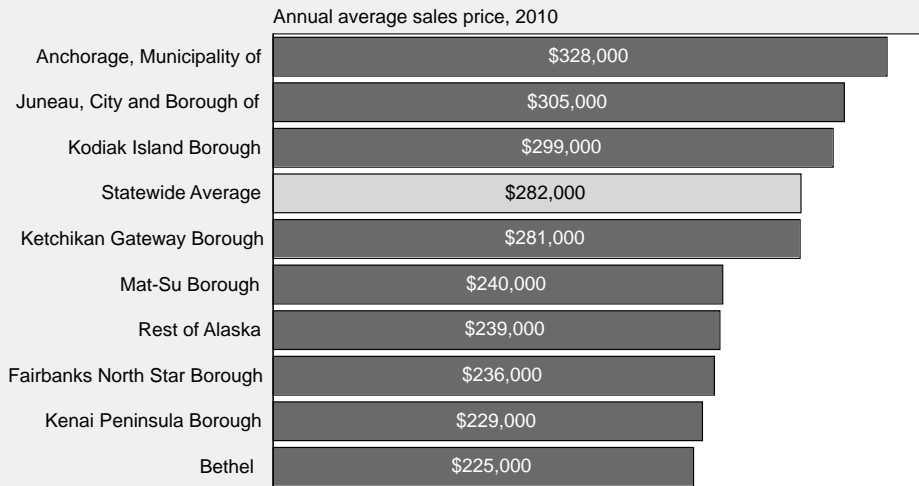 Annual average sales price, 2010
Anchorage, Municipality of $328,000
Juneau, City and Borough of $305,000
Kodiak Island Borough $299,000
Statewide Average $282,000
Ketchikan Gateway Borough $281,000
Mat-Su Borough $240,000
Rest of Alaska $239,000
Fairbanks North Star Borough $236,000
Kenai Peninsula Borough $229,000
Bethel $225,000